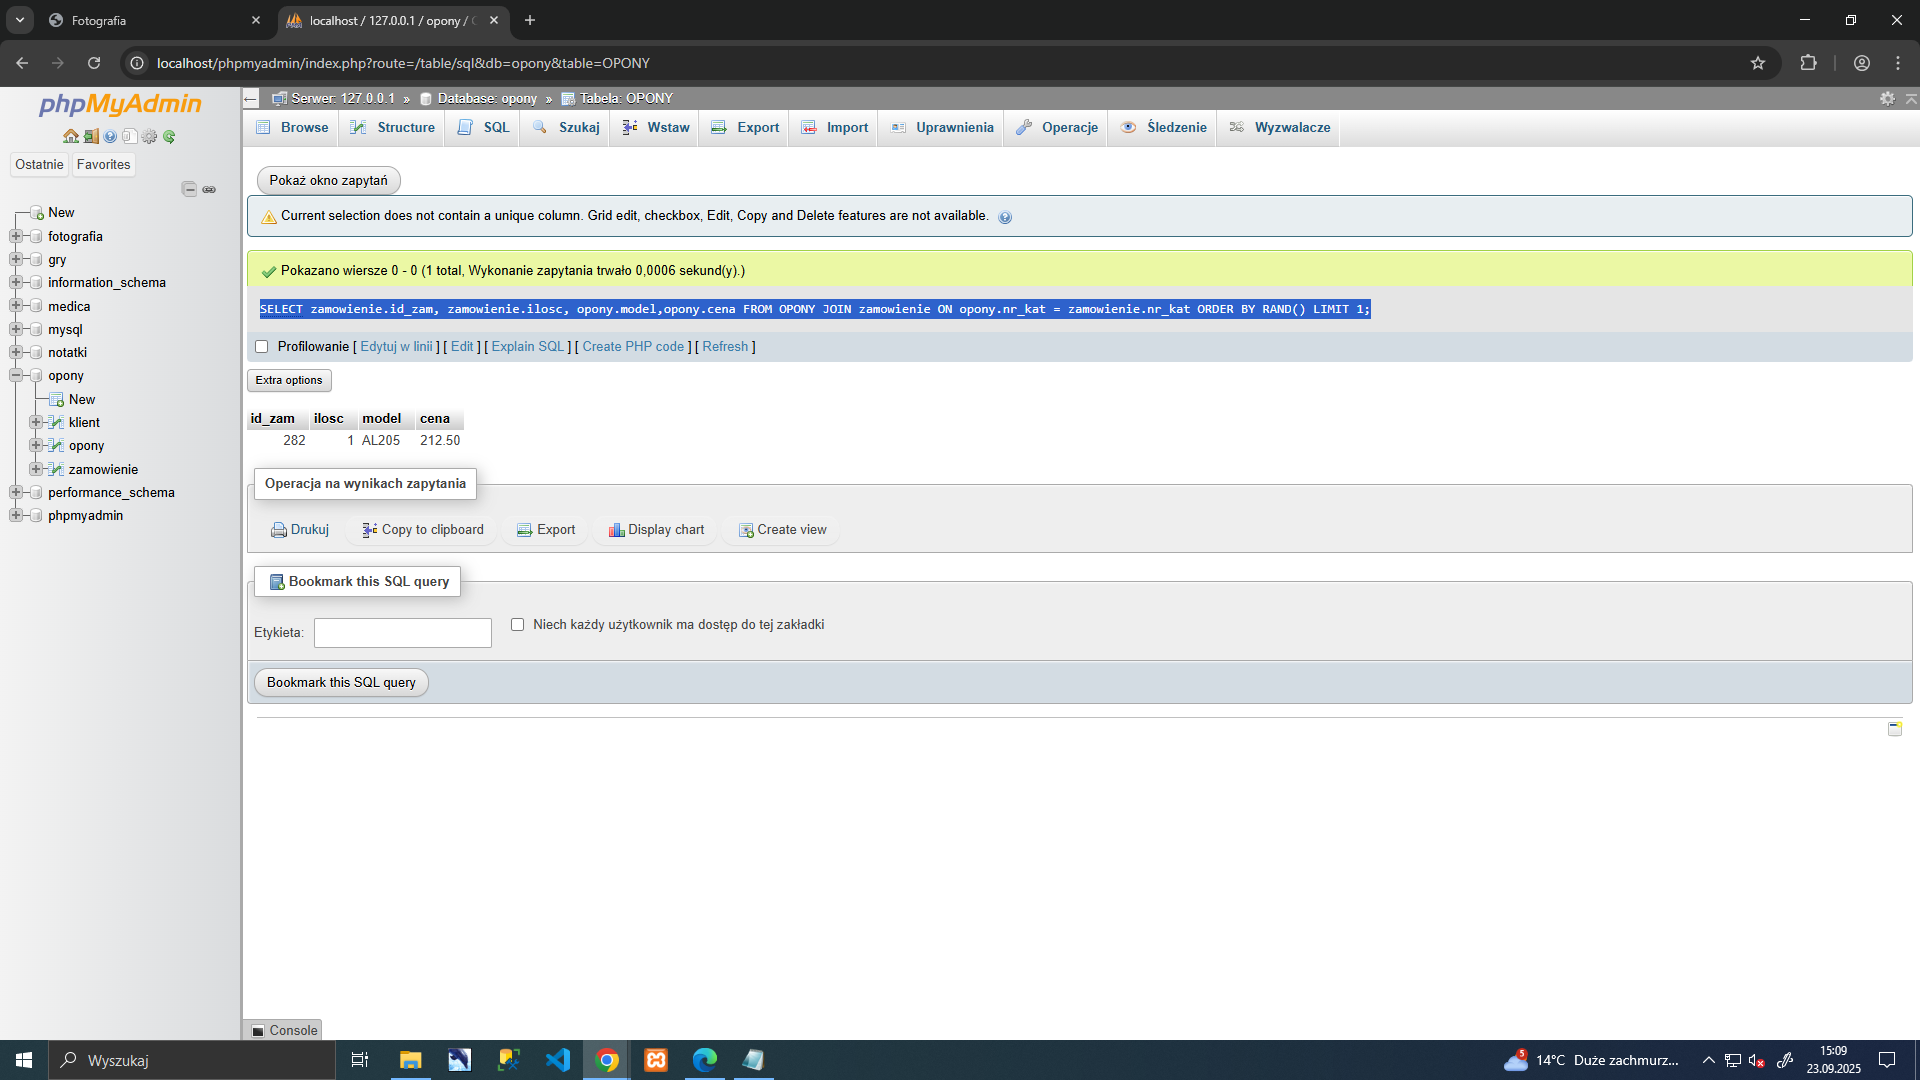 Fotografia
localhost / 127.0.0.1 / opony /
localhost/phpmyadmin/index.php?route=/table/sql&db=opony&table=OPONY
phpMyAdmin
Ostatnie Favorites
New
fotografia
gry
information_schema
medica
mysql
notatki
opony
New
klient
opony
zamowienie
performance_schema
phpmyadmin
Serwer: 127.0.0.1 » Database: opony » Tabela: OPONY
Browse Structure SQL Szukaj Wstaw Export Import Uprawnienia Operacje Śledzenie Wyzwalacze
Pokaż okno zapytań
Current selection does not contain a unique column. Grid edit, checkbox, Edit, Copy and Delete features are not available.
Pokazano wiersze 0 - 0 (1 total, Wykonanie zapytania trwało 0,0006 sekund(y).)
SELECT zamowienie.id_zam, zamowienie.ilosc, opony.model,opony.cena FROM OPONY JOIN zamowienie ON opony.nr_kat = zamowienie.nr_kat ORDER BY RAND() LIMIT 1;
Profilowanie [ Edytuj w linii ] [ Edit ] [ Explain SQL ] [ Create PHP code ] [ Refresh ]
Extra options
id_zam ilosc model cena
282 1 AL205 212.50
Operacja na wynikach zapytania
Drukuj Copy to clipboard Export Display chart Create view
Bookmark this SQL query
Etykieta: Niech każdy użytkownik ma dostęp do tej zakładki
Bookmark this SQL query
Console
Wyszukaj
5
14°C Duże zachmurz...
15:09
23.09.2025